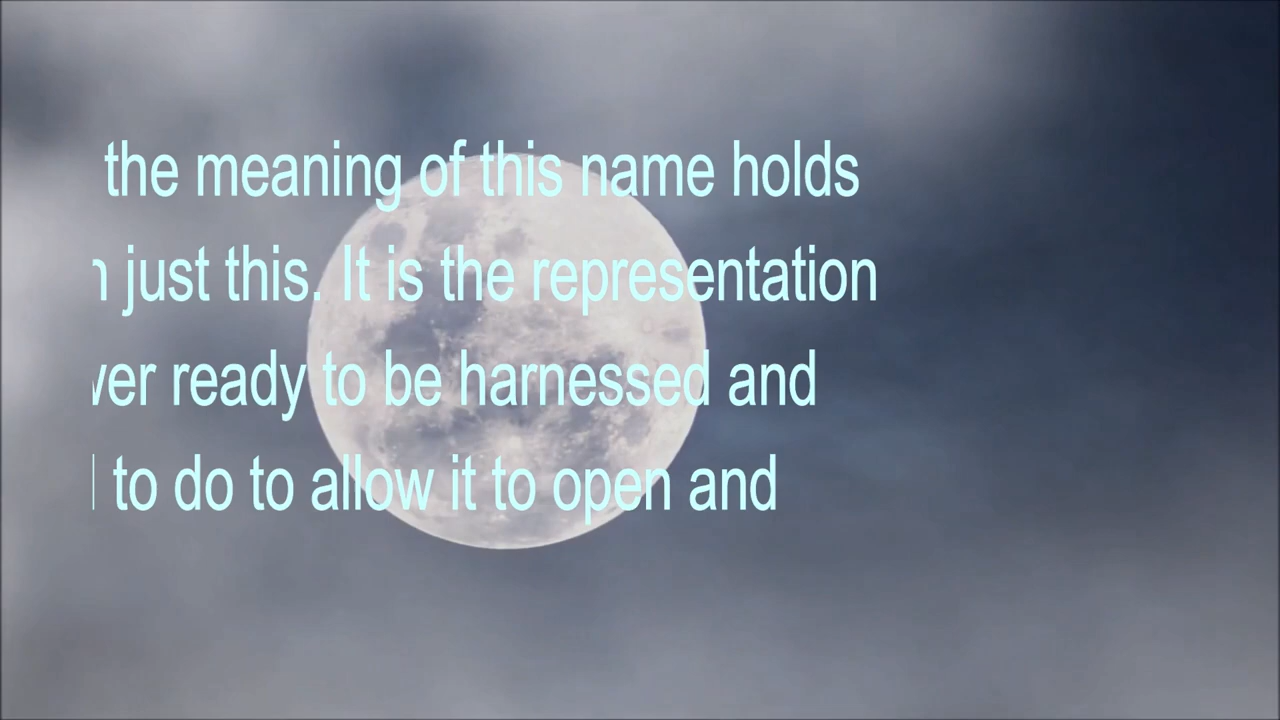 the meaning of this name holds
just this. It is the representation
ready to be harnessed and
to do to allow it to open and